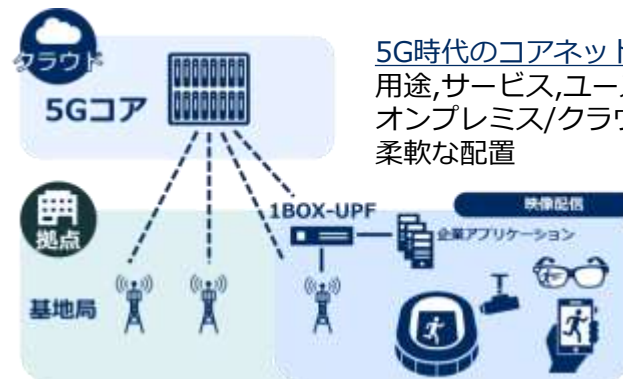 クラウド
5Gコア
5G時代のコアネット
用途,サービス,ユー
オンプレミス/クラウ
柔軟な配置
拠点
基地局
1BOX-UPF
映像配信
企業アプリケーション